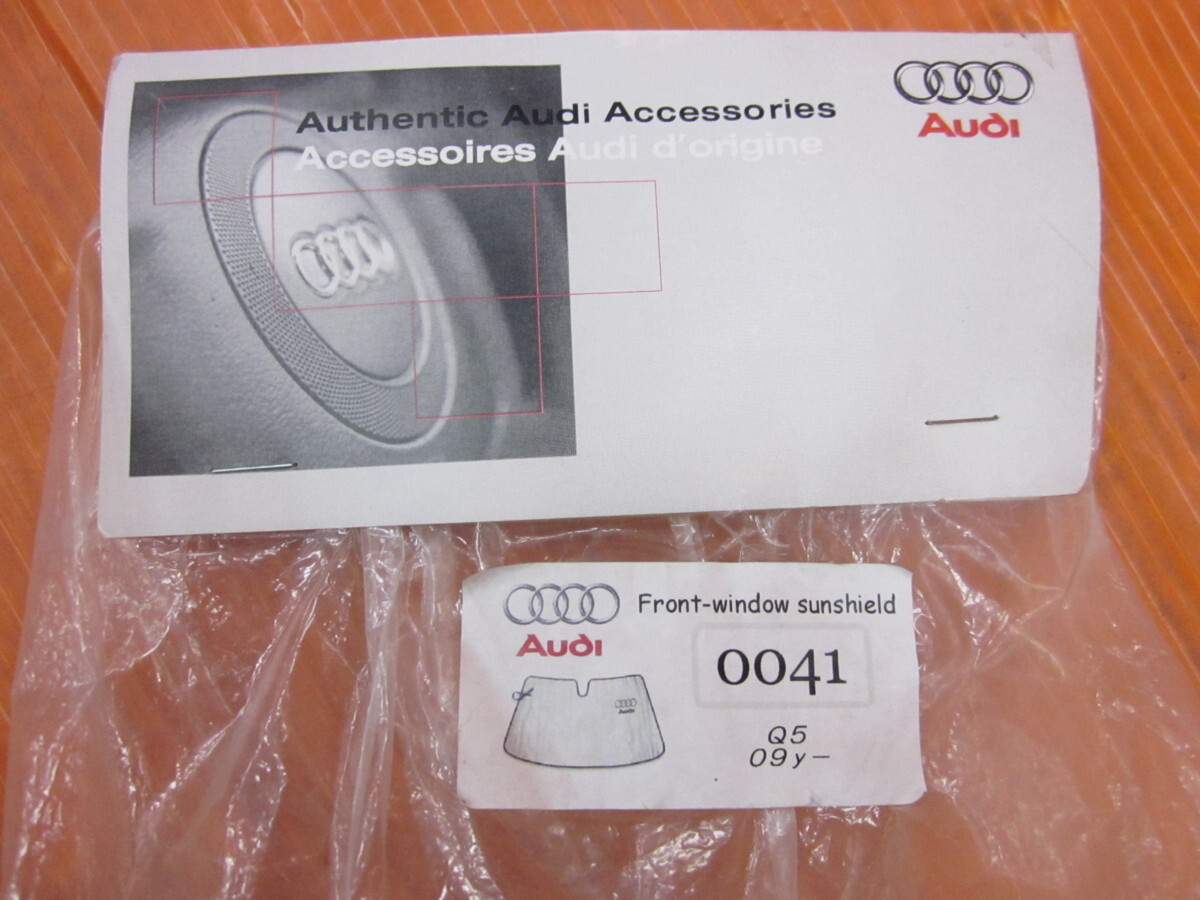 Authentic Audi Accessories
Accessoires Audi d'origine
Audi
Front-window sunshield
Audi
0041
Audi
Q5
09y-